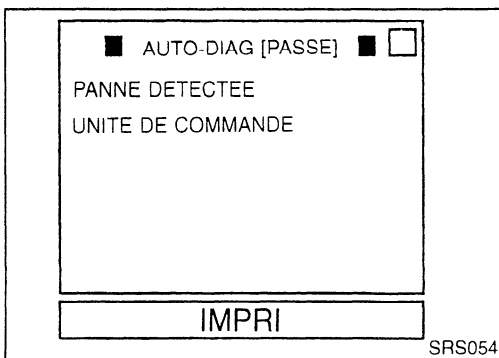 AUTO-DIAG [PASSE]
PANNE DETECTEE
UNITE DE COMMANDE
IMPRI
SRS054